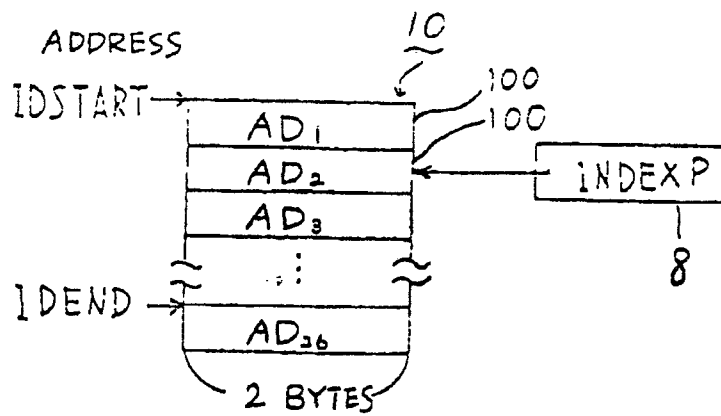 10
ADDRESS
IDSTART
100
AD₁
100
AD₂
INDEXP
AD₃
8
⋮
IDEND
AD₃₆
2 BYTES